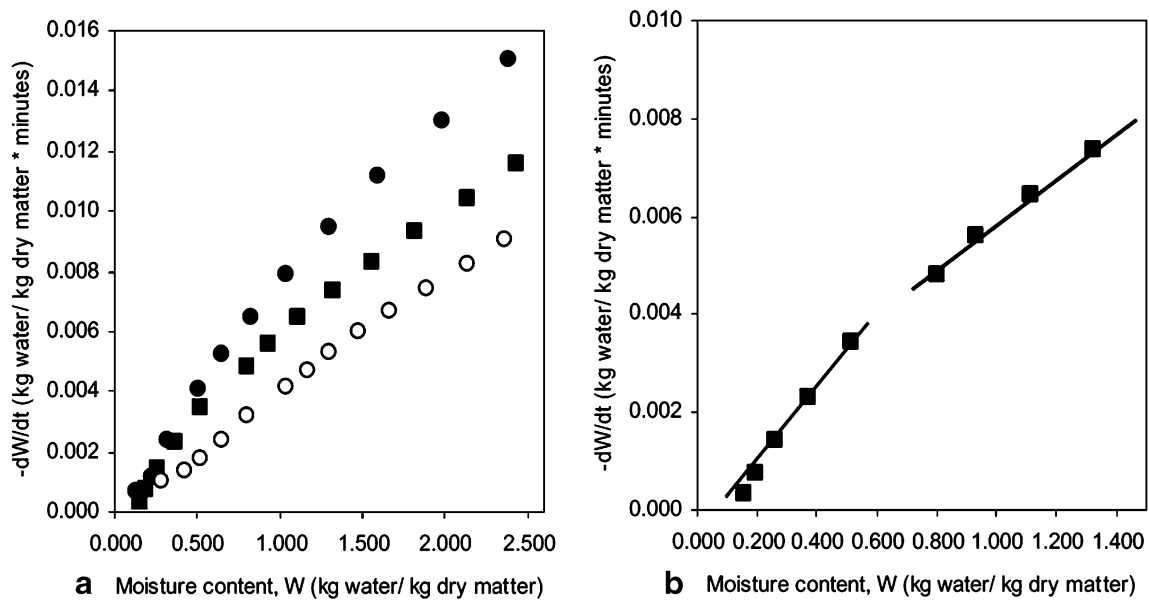 -dW/dt (kg water/ kg dry matter * minutes)
0.016
0.014
0.012
0.010
0.008
0.006
0.004
0.002
0.000
0.000 0.500 1.000 1.500 2.000 2.500
a Moisture content, W (kg water/ kg dry matter)
-dW/dt (kg water/ kg dry matter * minutes)
0.010
0.008
0.006
0.004
0.002
0.000
0.000 0.200 0.400 0.600 0.800 1.000 1.200 1.400
b Moisture content, W (kg water/ kg dry matter)